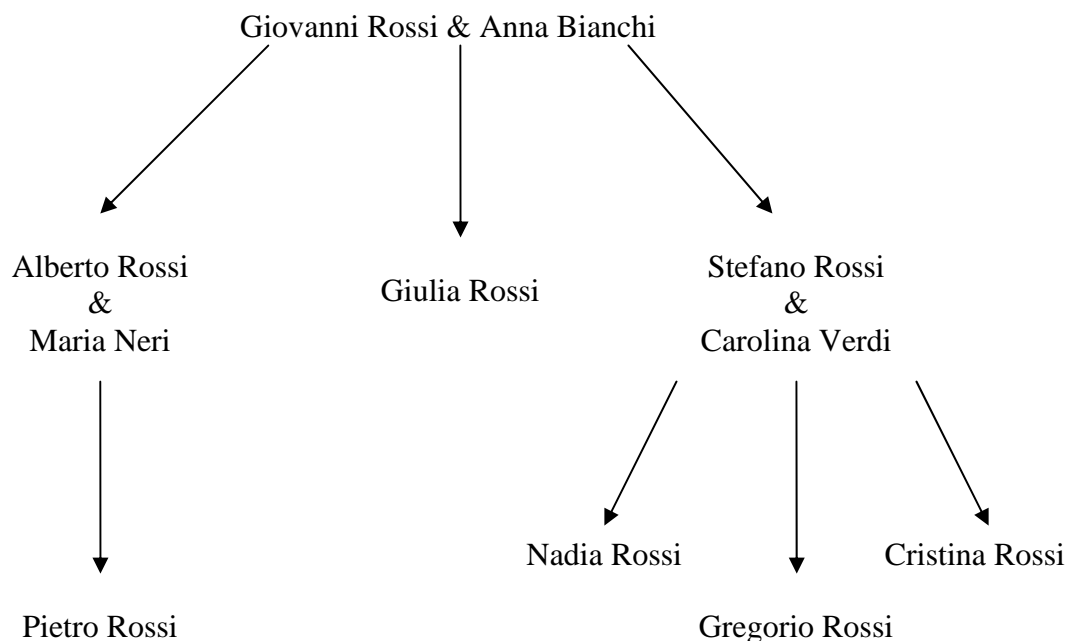 Giovanni Rossi & Anna Bianchi
Alberto Rossi
&
Maria Neri
Giulia Rossi
Stefano Rossi
&
Carolina Verdi
Nadia Rossi
Cristina Rossi
Pietro Rossi
Gregorio Rossi